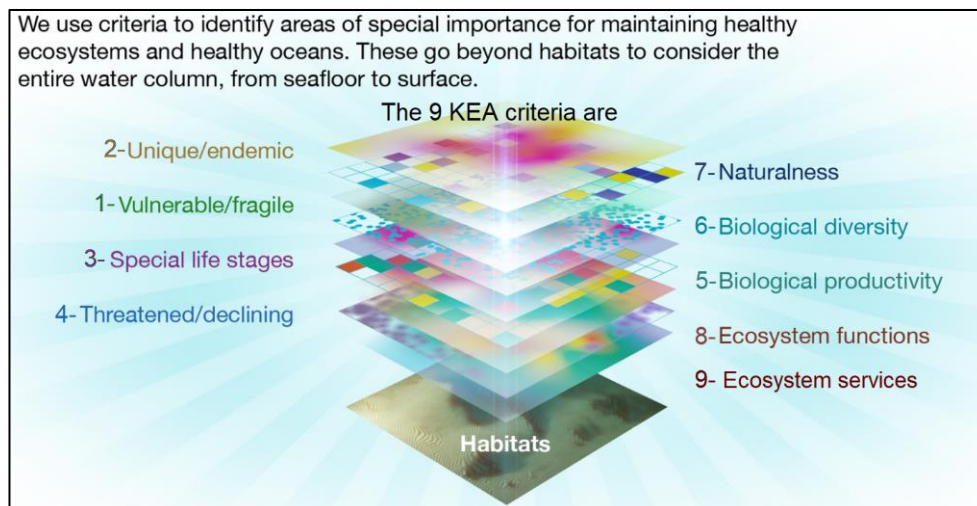 We use criteria to identify areas of special importance for maintaining healthy
ecosystems and healthy oceans. These go beyond habitats to consider the
entire water column, from seafloor to surface.
The 9 KEA criteria are
2-Unique/endemic
1-Vulnerable/fragile
3-Special life stages
4-Threatened/declining
7-Naturalness
6-Biological diversity
5-Biological productivity
8-Ecosystem functions
9- Ecosystem services
Habitats